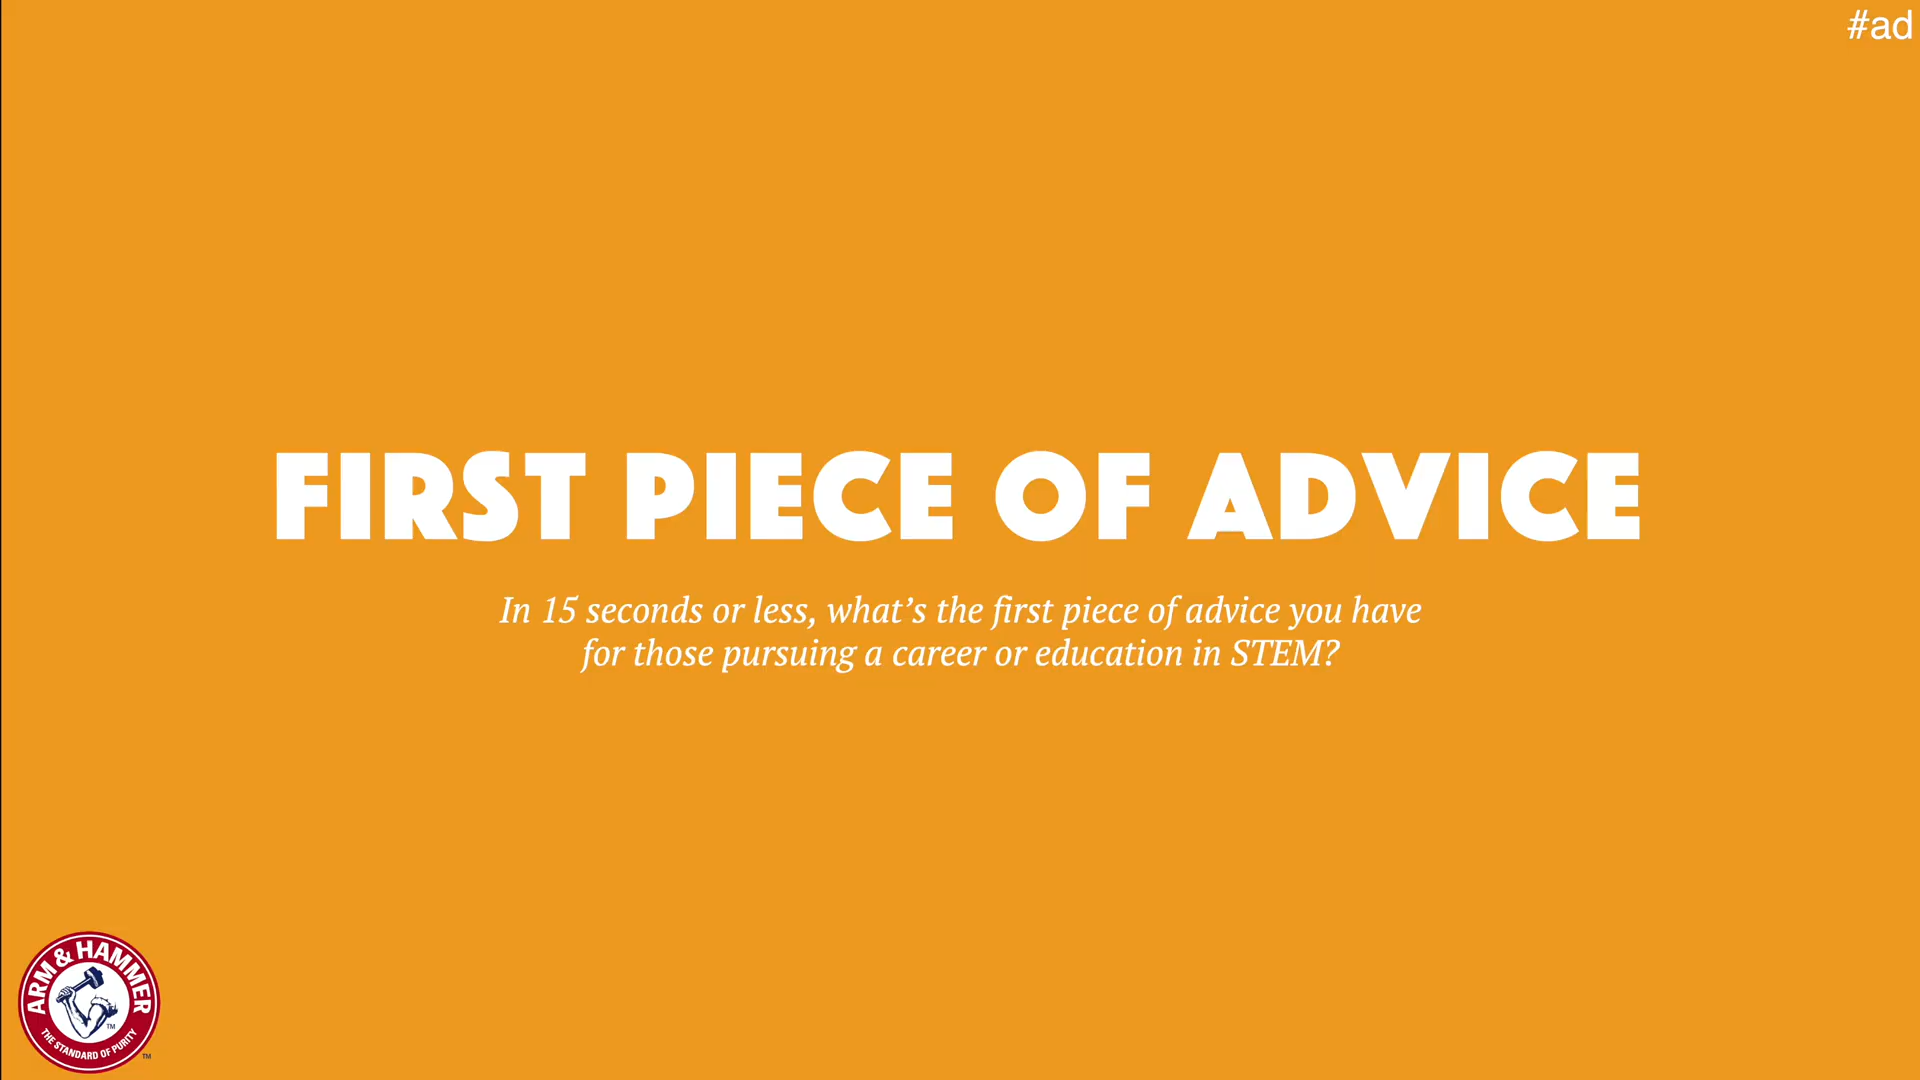 #ad
FIRST PIECE OF ADVICE
In 15 seconds or less, what’s the first piece of advice you have
for those pursuing a career or education in STEM?
ARM & HAMMER
TM
THE STANDARD OF PURITY
TM